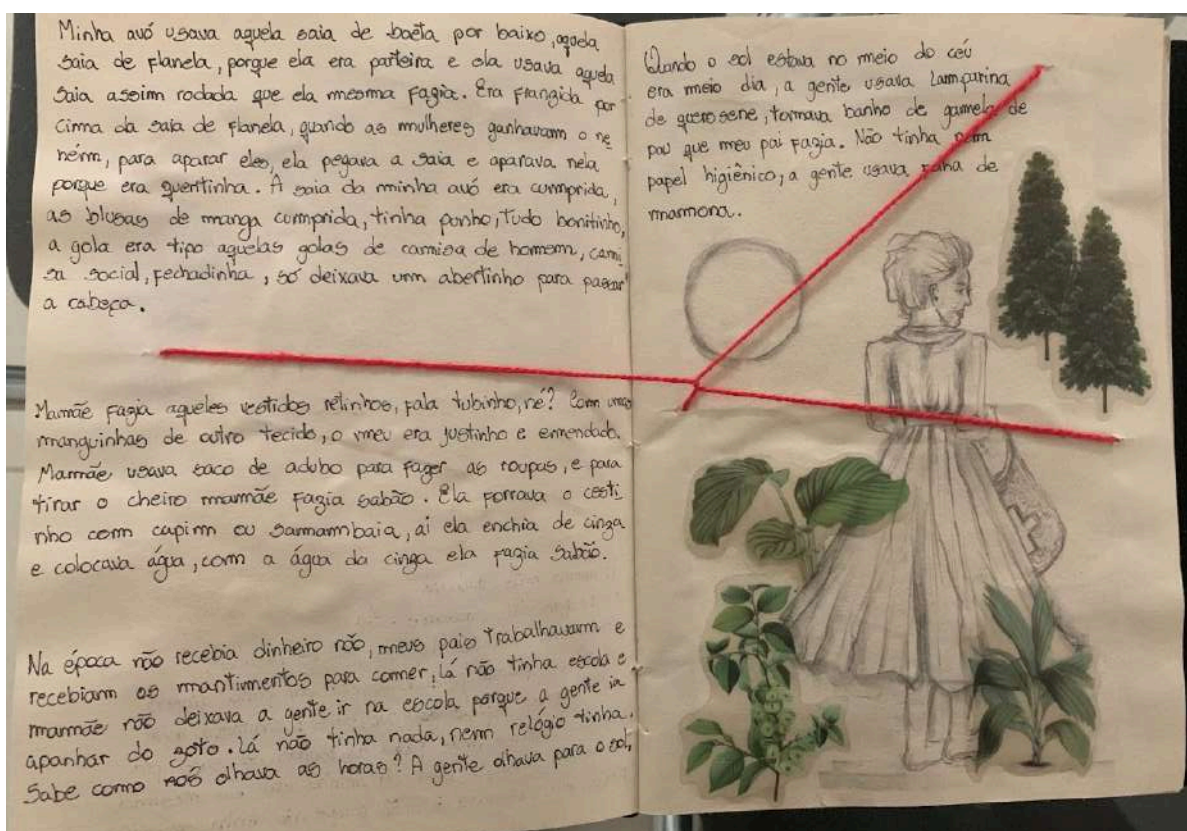 Minha avó usava aquela saia de baeta por baixo, aquela
saia de flanela, porque ela era parteira e ela usava aquela
saia assim rodada que ela mesma fazia. Era frangida por
cima da saia de flanela, quando as mulheres ganhavam o ne
ném, para aparar eles, ela pegava a saia e aparava nela
porque era quentinha. A saia da minha avó era cumprida,
as blusas de manga cumprida, tinha punho, tudo bonitinho,
a gola era tipo aquelas golas de camisa de homem, cami
sa social, fechadinha, só deixava um abertinho para passar
a cabeça.
Mamãe fazia aqueles vestidos retinhos, fala tubinho, né? Com umas
manguinhas de outro tecido, o meu era justinho e emendado.
Mamãe usava saco de adubo para fazer as roupas, e para
tirar o cheiro mamãe fazia sabão. Ela forrava o cesti
nho com capim ou samambaia, aí ela enchia de cinza
e colocava água, com a água da cinza ela fazia sabão.
Na época não recebia dinheiro não, meus pais trabalhavam e
recebiam os mantimentos para comer, lá não tinha escola e
mamãe não deixava a gente ir na escola porque a gente ia
apanhar do soto. Lá não tinha nada, nem relógio tinha.
Sabe como nós olhava as horas? A gente olhava para o sol,
Quando o sol estava no meio do céu
era meio dia, a gente usava lamparina
de querosene, tomava banho de gamela de
pau que meu pai fazia. Não tinha nem
papel higiênico, a gente usava folha de
mamona.